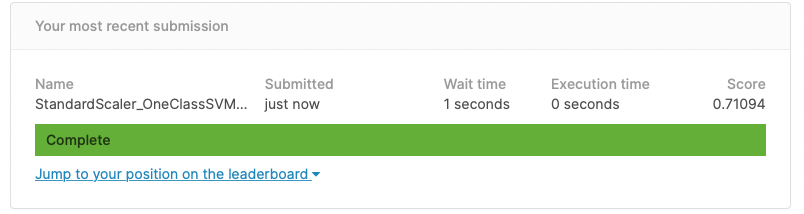 Your most recent submission
Name Submitted Wait time Execution time Score
StandardScaler_OneClassSVM... just now 1 seconds 0 seconds 0.71094
Complete
Jump to your position on the leaderboard